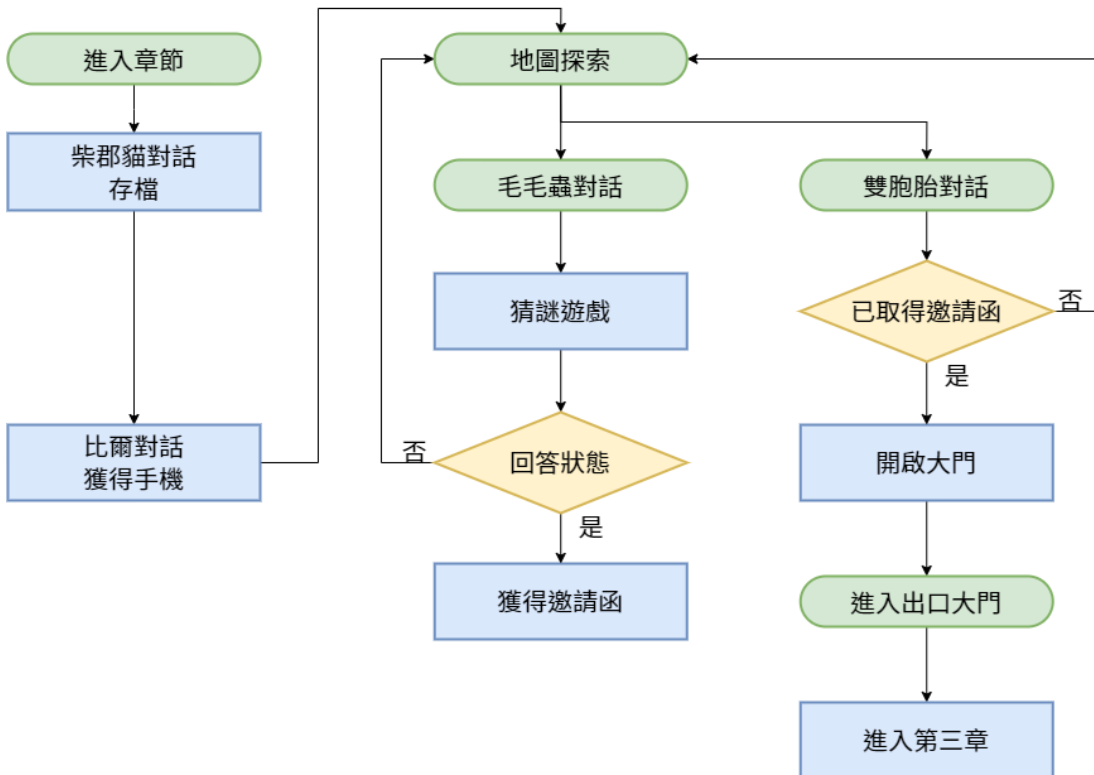 進入章節
柴郡貓對話
存檔
比爾對話
獲得手機
地圖探索
毛毛蟲對話
猜謎遊戲
回答狀態
否
是
獲得邀請函
雙胞胎對話
已取得邀請函
否
是
開啟大門
進入出口大門
進入第三章